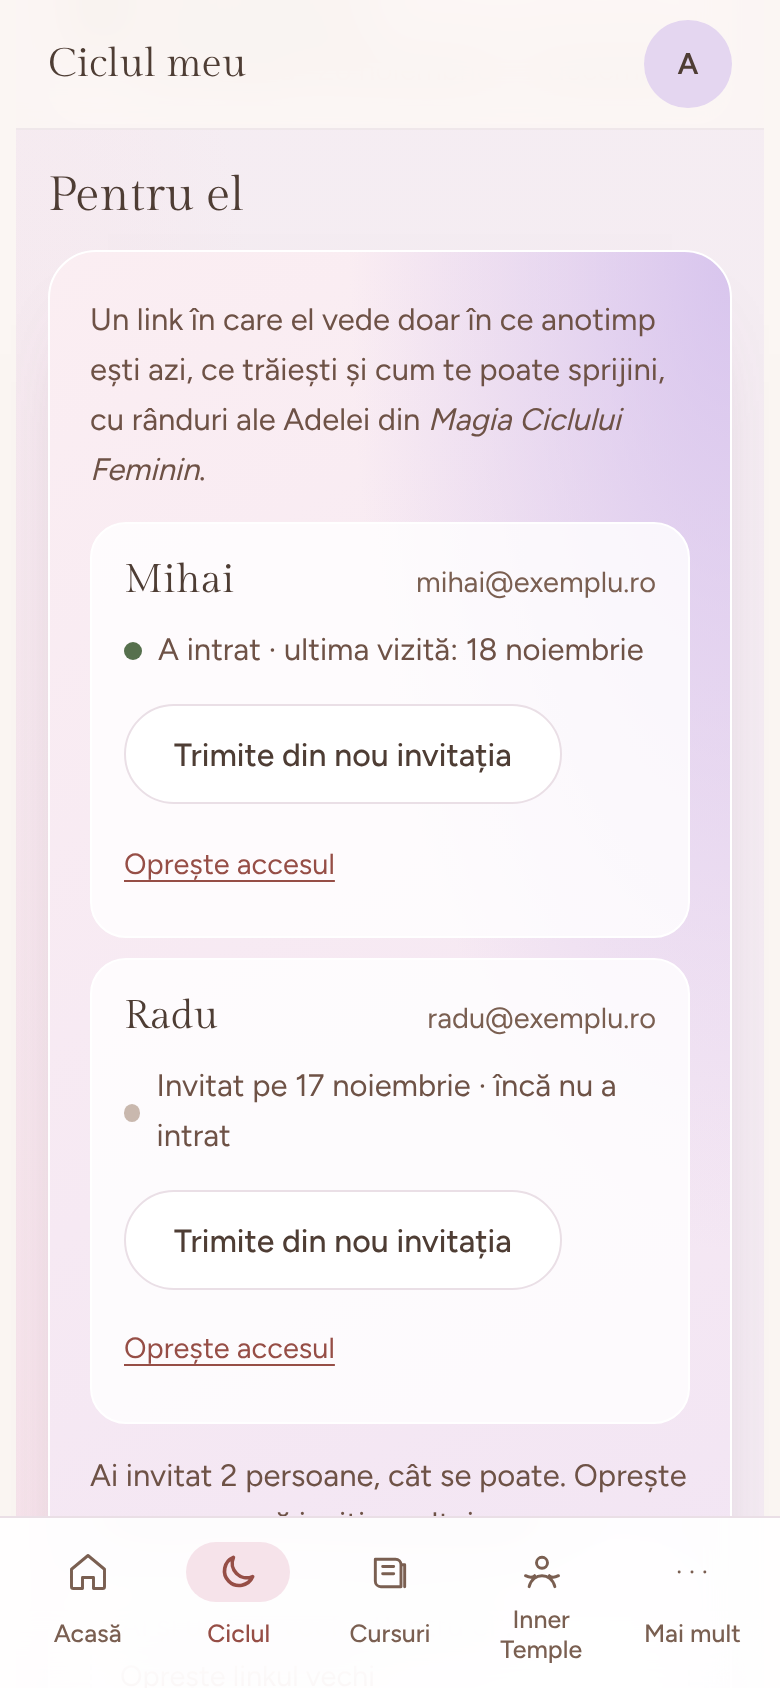 Ciclul meu
A
Pentru el
Un link în care el vede doar în ce anotimp
ești azi, ce trăiești și cum te poate sprijini,
cu rânduri ale Adelei din Magia Ciclului
Feminin.
Mihai
mihai@exemplu.ro
A intrat · ultima vizită: 18 noiembrie
Trimite din nou invitația
Oprește accesul
Radu
radu@exemplu.ro
Invitat pe 17 noiembrie · încă nu a
intrat
Trimite din nou invitația
Oprește accesul
Ai invitat 2 persoane, cât se poate. Oprește
Acasă
Ciclul
Cursuri
Inner
Temple
Mai mult
Oprește linkul vechi